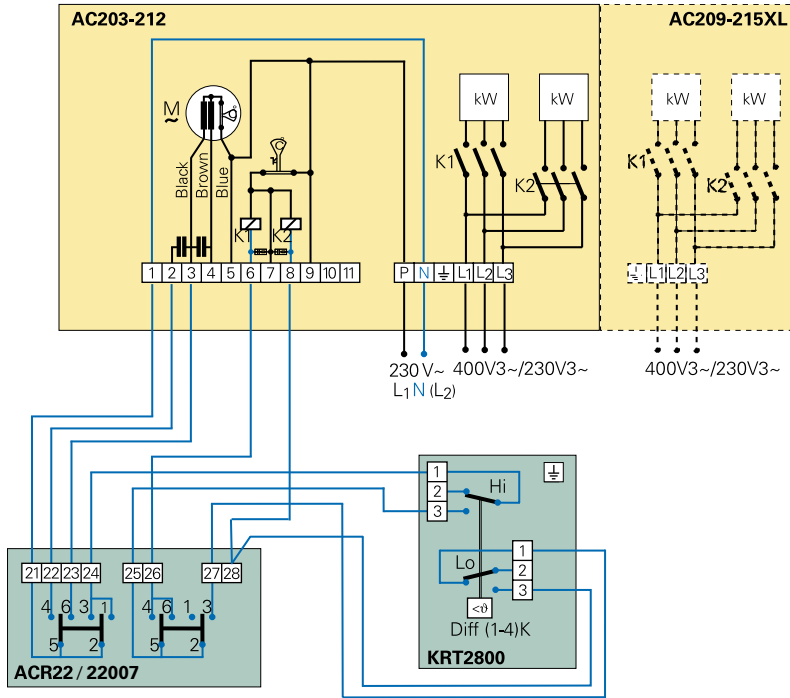 AC203-212
AC209-215XL
M
~
Black
Brown
Blue
K1
K2
kW
kW
K1
K2
kW
kW
K1
K2
1 2 3 4 5 6 7 8 9 10 11
P N L1 L2 L3
L1 L2 L3
230 V~
L1 N (L2)
400V3~/230V3~
400V3~/230V3~
1
2
3
Hi
Lo
1
2
3
<ϑ
Diff (1-4)K
KRT2800
21 22 23 24
25 26
27 28
4 6 3 1
5 2
4 6 1 3
5 2
ACR22 / 22007